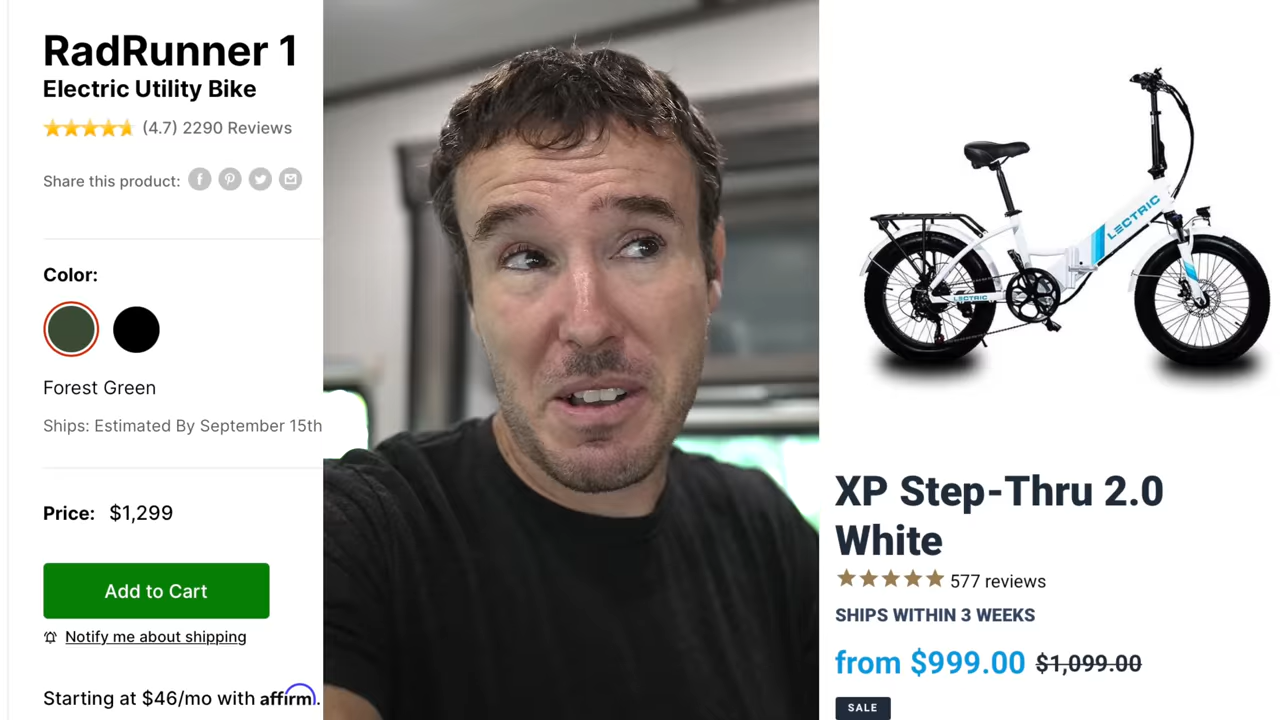 RadRunner 1
Electric Utility Bike
(4.7) 2290 Reviews
Share this product:
Color:
Forest Green
Ships: Estimated By September 15th
Price: $1,299
Add to Cart
Notify me about shipping
Starting at $46/mo with affirm.
LECTRIC
LECTRIC
XP Step-Thru 2.0
White
577 reviews
SHIPS WITHIN 3 WEEKS
from $999.00 $1,099.00
SALE